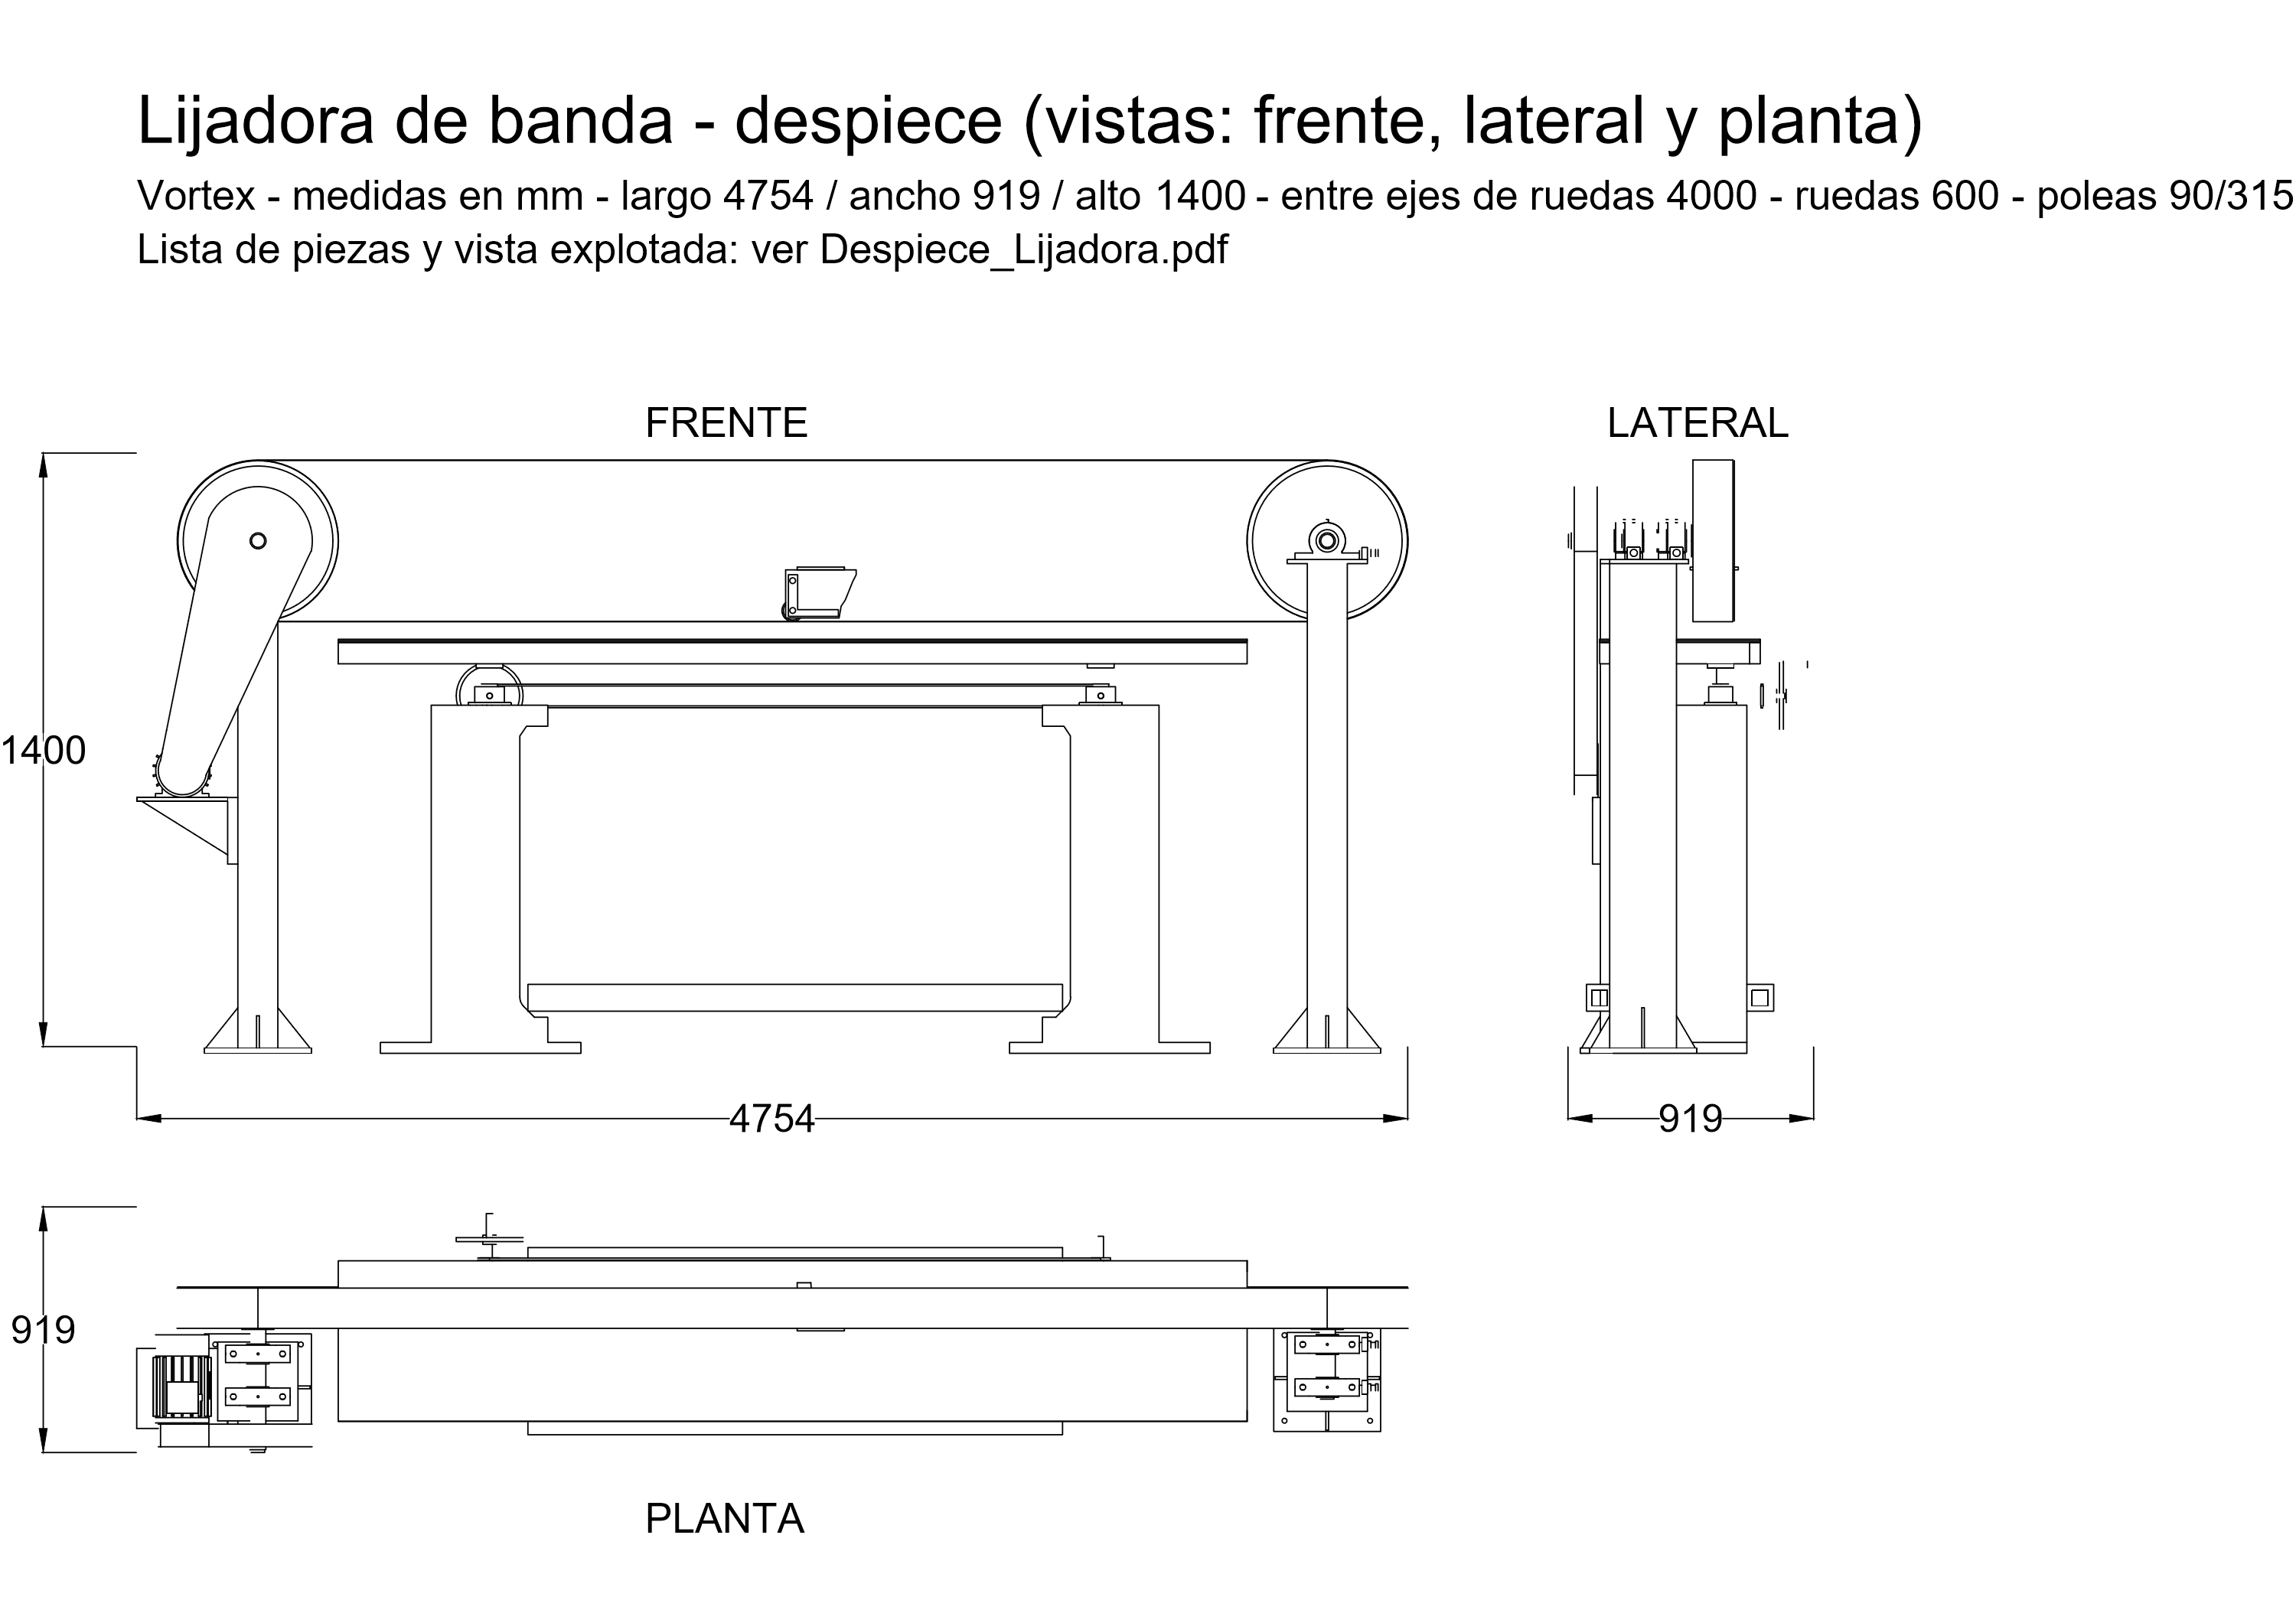 Lijadora de banda - despiece (vistas: frente, lateral y planta)
Vortex - medidas en mm - largo 4754 / ancho 919 / alto 1400 - entre ejes de ruedas 4000 - ruedas 600 - poleas 90/315
Lista de piezas y vista explotada: ver Despiece_Lijadora.pdf
FRENTE
LATERAL
1400
4754
919
919
PLANTA